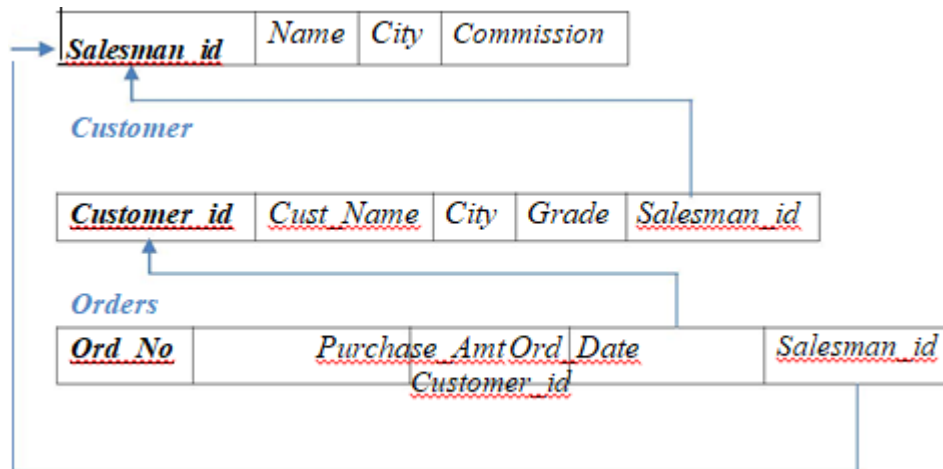 Salesman_id Name City Commission
Customer
Customer_id Cust_Name City Grade Salesman_id
Orders
Ord_No Purchase_Amt Ord_Date Salesman_id
Customer_id